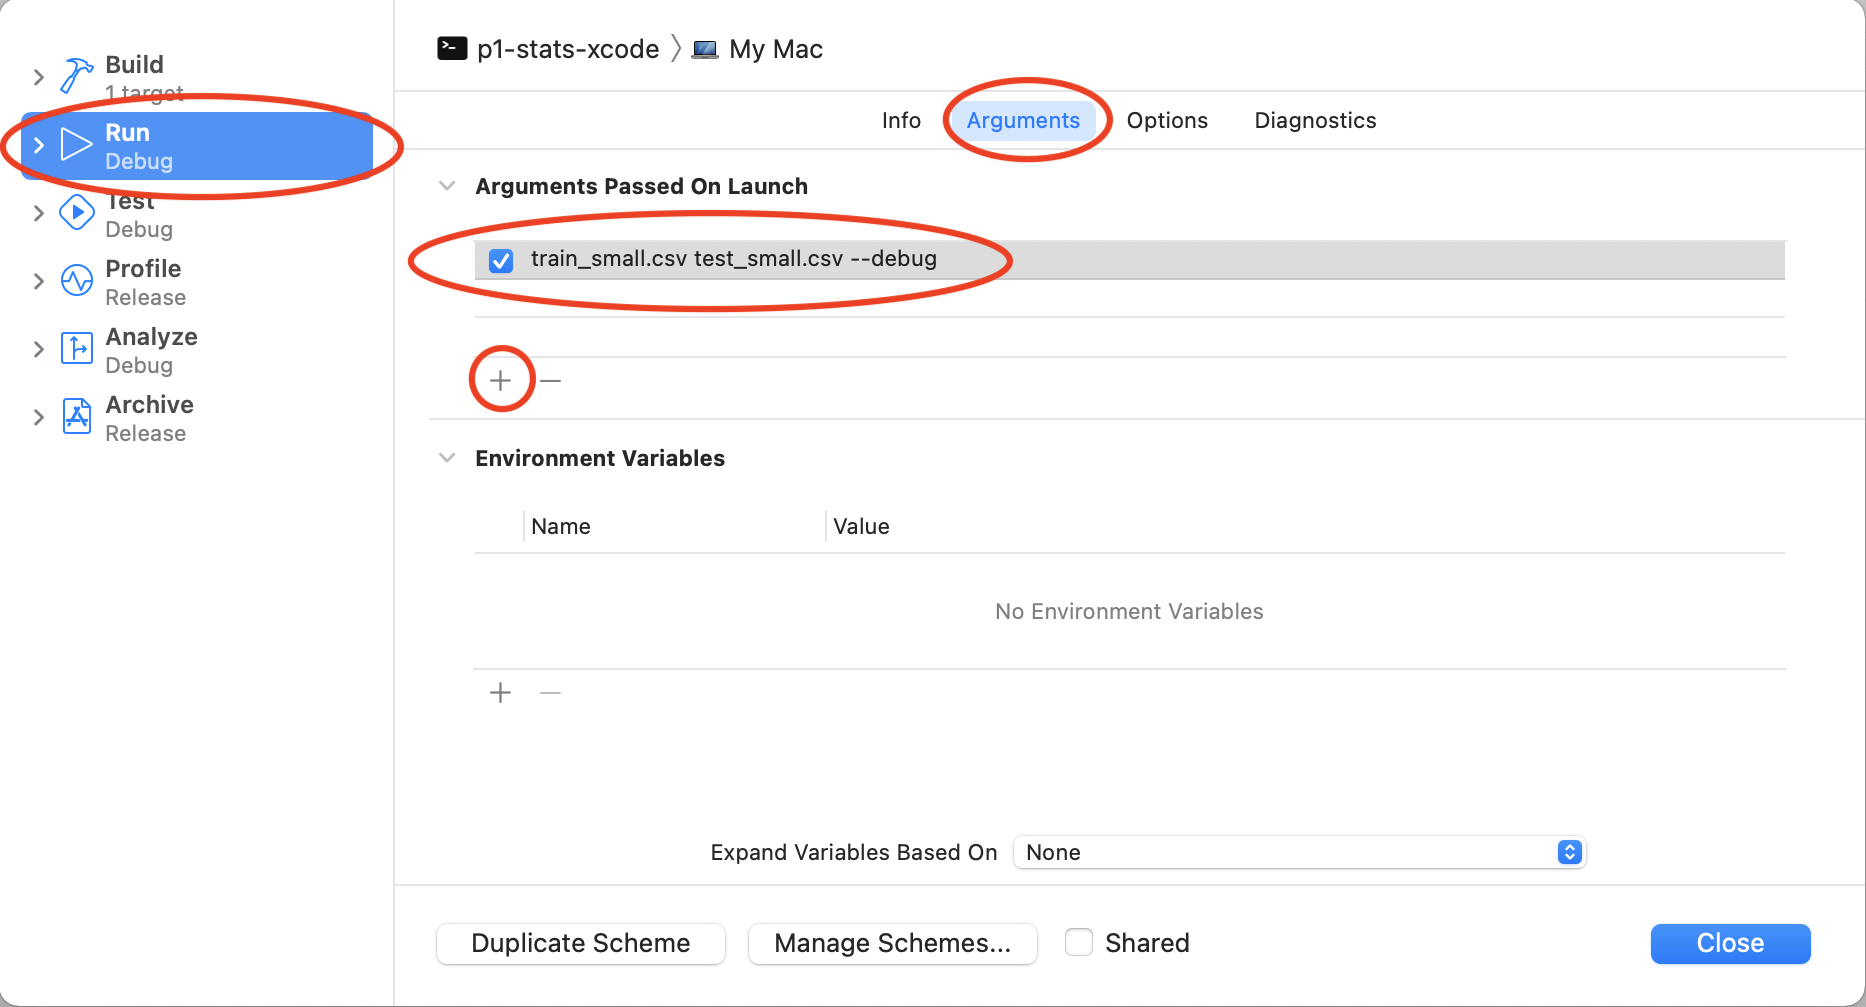 Build
1 target
Run
Debug
Test
Debug
Profile
Release
Analyze
Debug
Archive
Release
p1-stats-xcode 〉 My Mac
Info Arguments Options Diagnostics
Arguments Passed On Launch
train_small.csv test_small.csv --debug
Environment Variables
Name Value
No Environment Variables
Expand Variables Based On None
Duplicate Scheme Manage Schemes... Shared Close